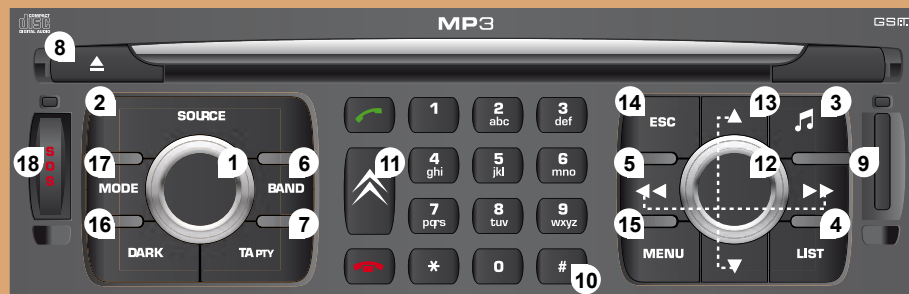 COMPACT
disc
DIGITAL AUDIO
MP3
8
2
SOURCE
1
2
abc
3
def
14
ESC
13
3
18
SOS
17
MODE
1
6
BAND
11
4
ghi
5
jkl
6
mno
5
12
9
16
DARK
7
TA PTY
7
pqrs
8
tuv
9
wxyz
15
MENU
4
LIST
*
0
#
10